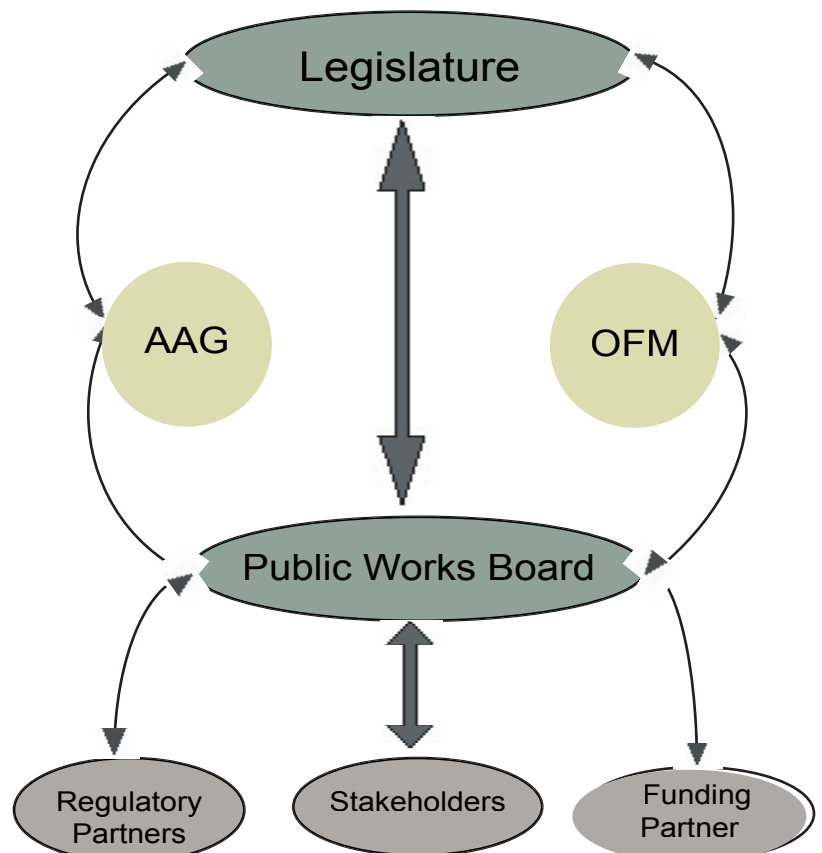 Legislature
AAG
OFM
Public Works Board
Regulatory
Partners
Stakeholders
Funding
Partner